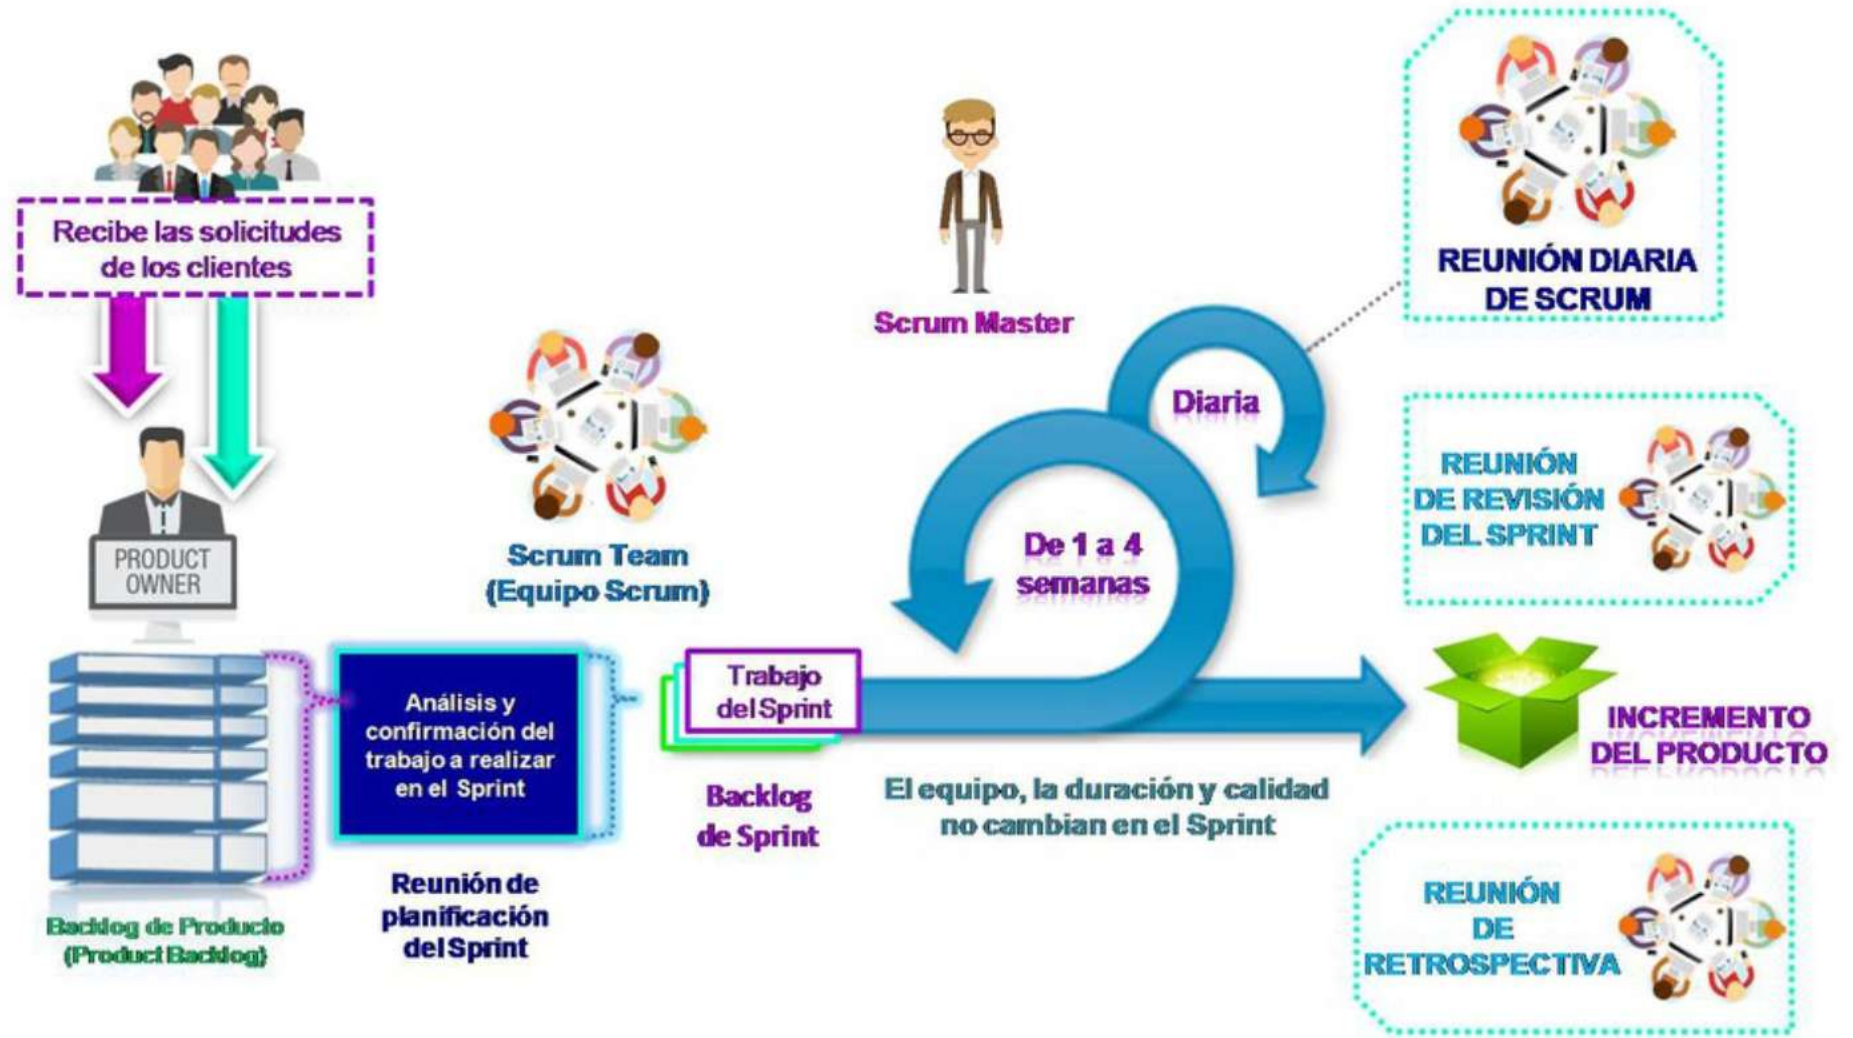 Recibe las solicitudes
de los clientes
PRODUCT
OWNER
Backlog de Producto
(Product Backlog)
Scrum Team
(Equipo Scrum)
Análisis y
confirmación del
trabajo a realizar
en el Sprint
Reunión de
planificación
del Sprint
Trabajo
del Sprint
Backlog
de Sprint
Scrum Master
Diaria
De 1 a 4
semanas
El equipo, la duración y calidad
no cambian en el Sprint
REUNIÓN DIARIA
DE SCRUM
REUNIÓN
DE REVISIÓN
DEL SPRINT
INCREMENTO
DEL PRODUCTO
REUNIÓN
DE
RETROSPECTIVA